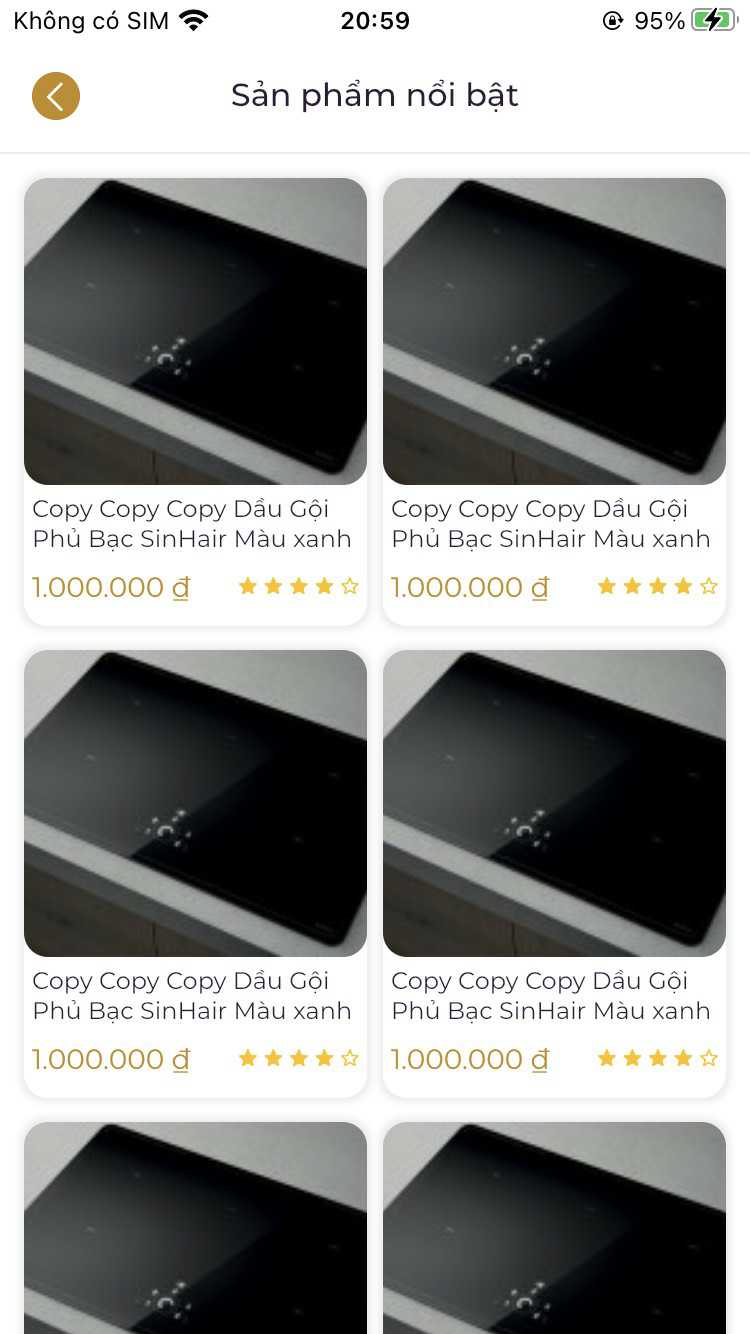 Không có SIM 20:59 95%
Sản phẩm nổi bật
Copy Copy Copy Dầu Gội
Phủ Bạc SinHair Màu xanh
1.000.000 ₫
Copy Copy Copy Dầu Gội
Phủ Bạc SinHair Màu xanh
1.000.000 ₫
Copy Copy Copy Dầu Gội
Phủ Bạc SinHair Màu xanh
1.000.000 ₫
Copy Copy Copy Dầu Gội
Phủ Bạc SinHair Màu xanh
1.000.000 ₫